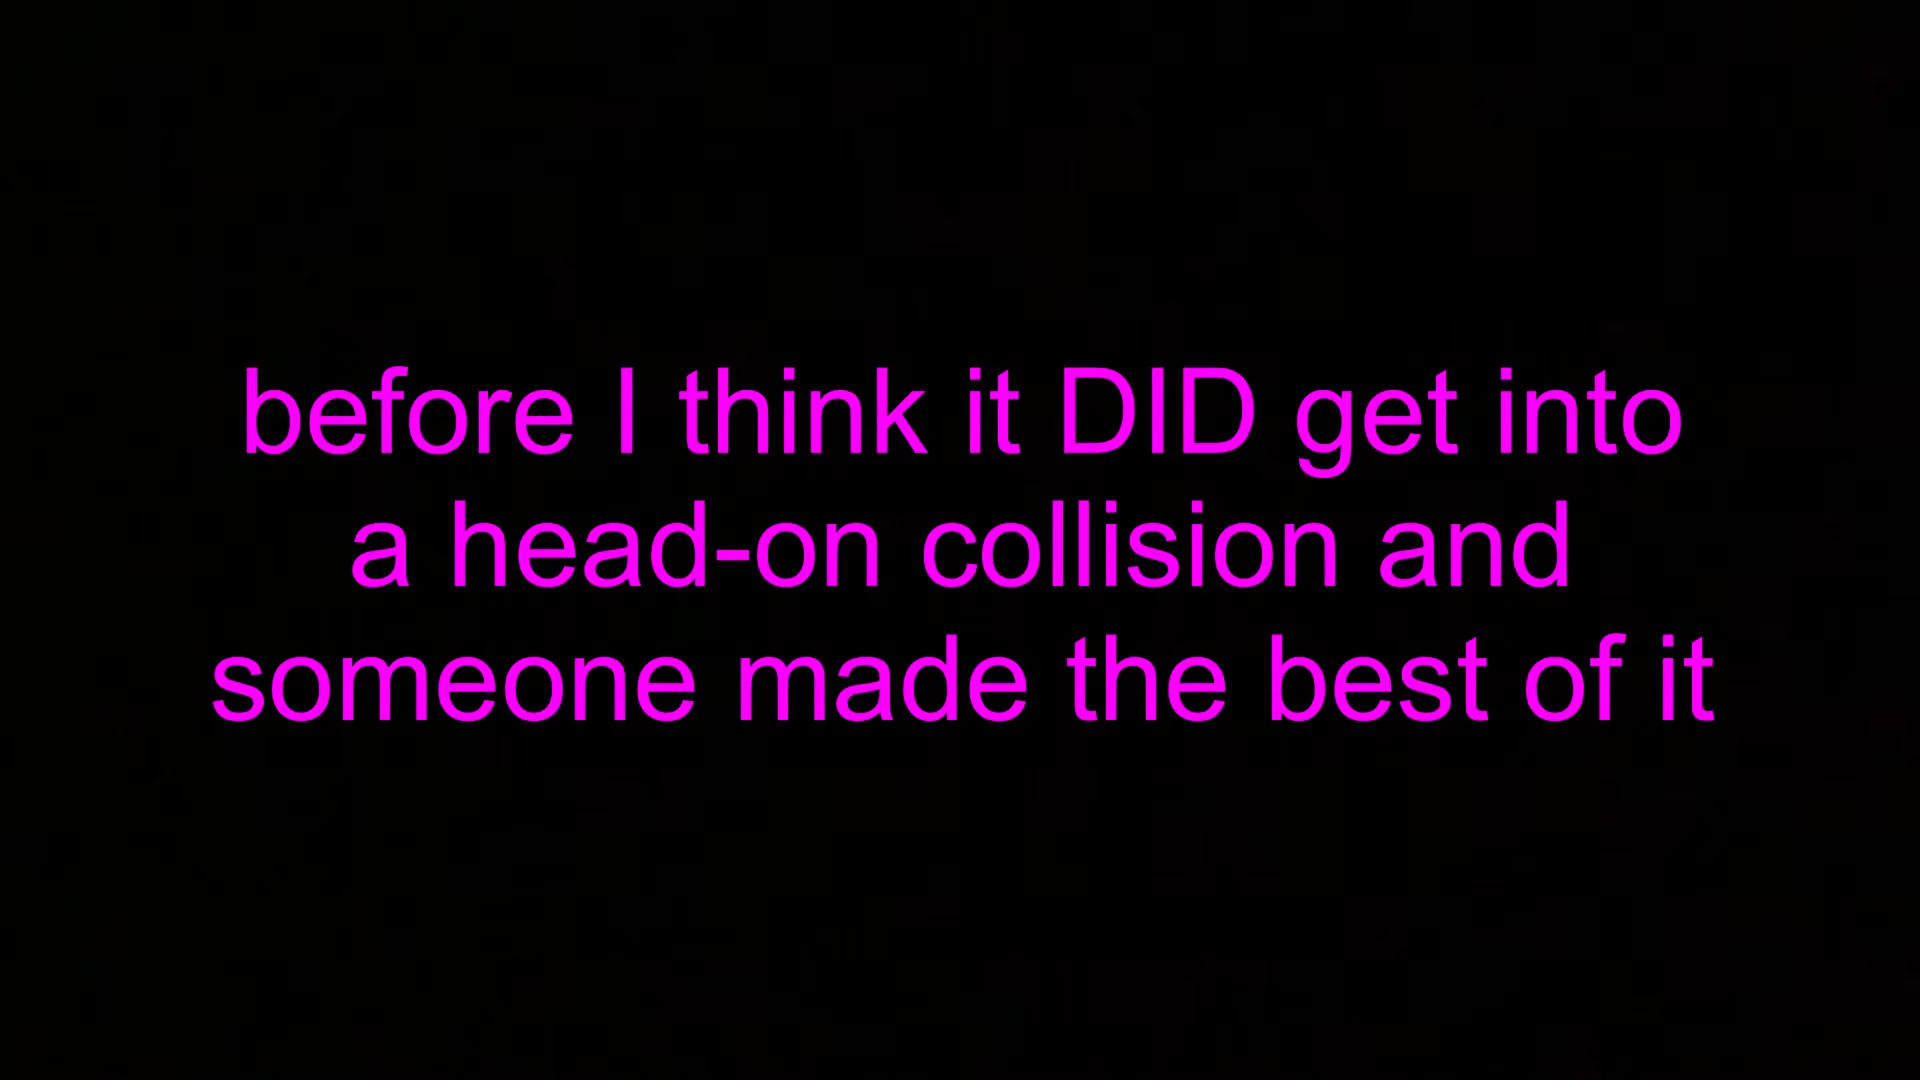 before I think it DID get into
a head-on collision and
someone made the best of it